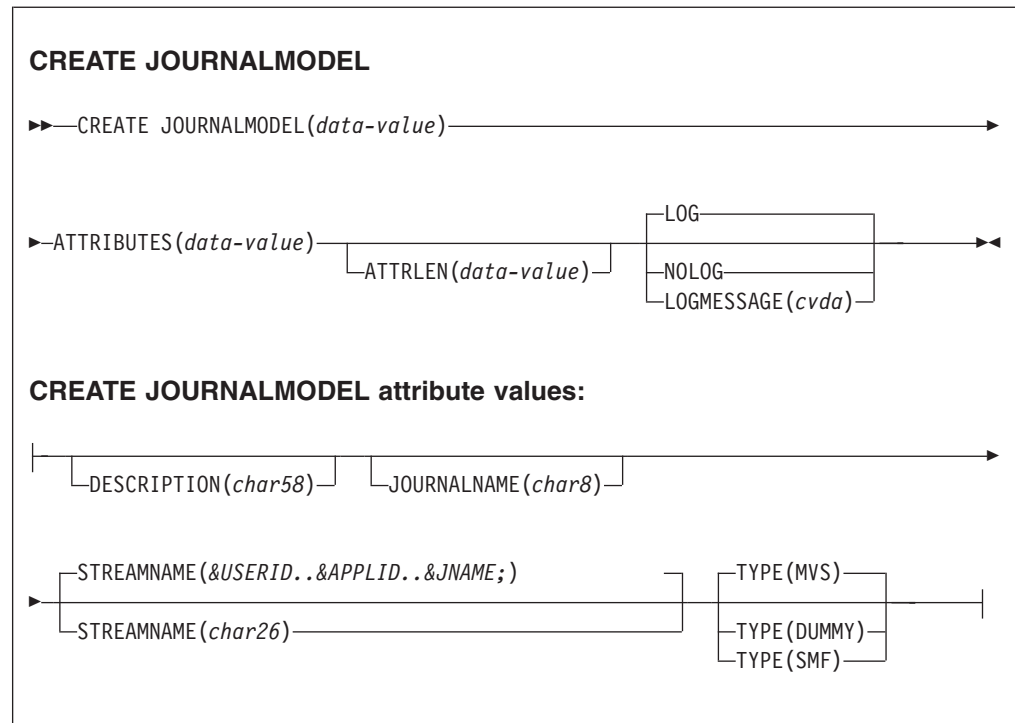 CREATE JOURNALMODEL
CREATE JOURNALMODEL(data-value)
LOG
ATTRIBUTES(data-value)
ATTRLEN(data-value)
NOLOG
LOGMESSAGE(cvda)
CREATE JOURNALMODEL attribute values:
DESCRIPTION(char58)
JOURNALNAME(char8)
STREAMNAME(&USERID..&APPLID..&JNAME;)
TYPE(MVS)
STREAMNAME(char26)
TYPE(DUMMY)
TYPE(SMF)